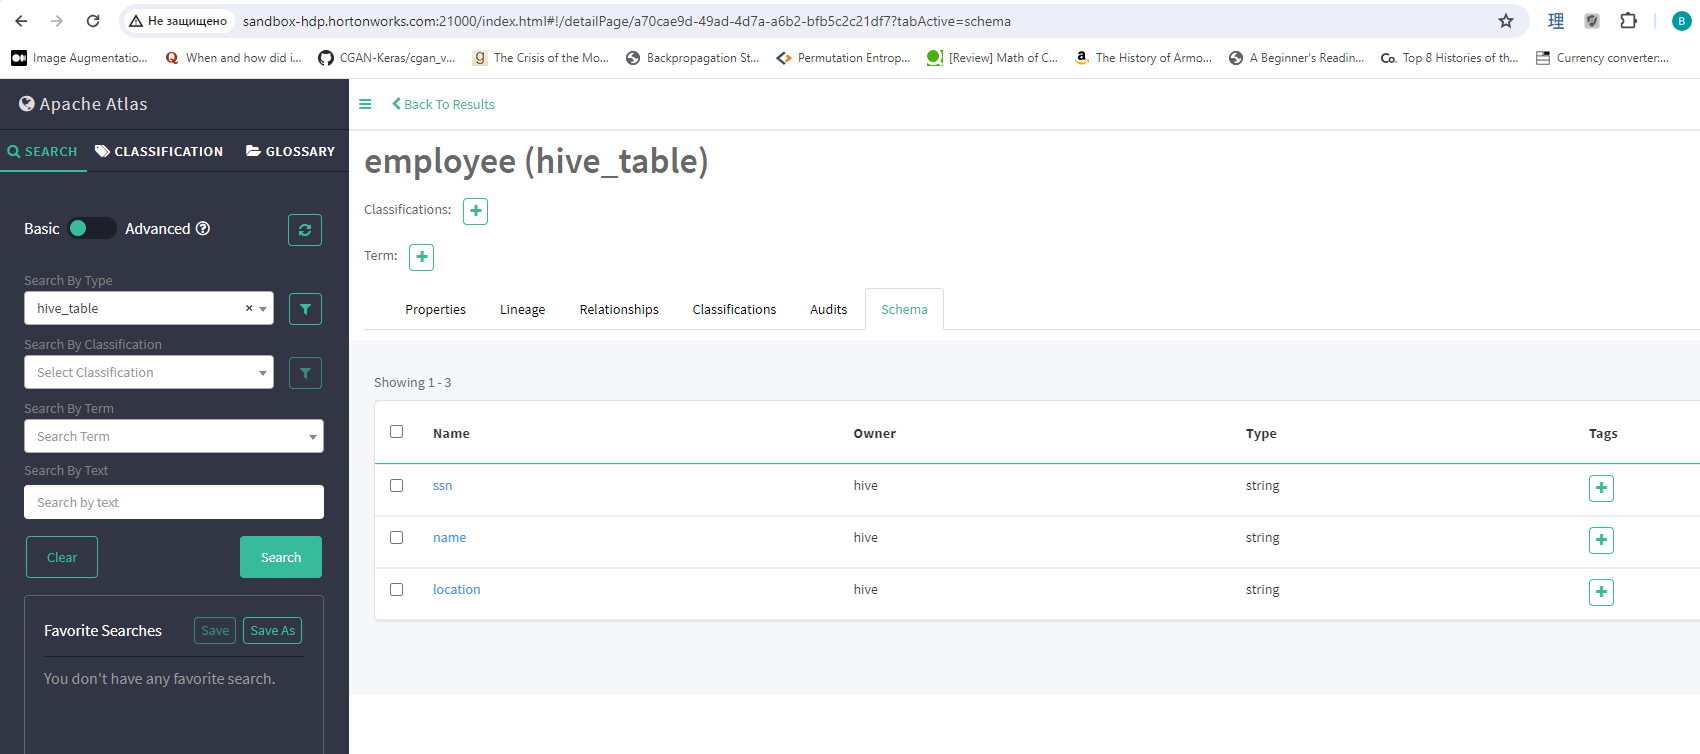 Не защищено sandbox-hdp.hortonworks.com:21000/index.html#!/detailPage/a70cae9d-49ad-4d7a-a6b2-bfb5c2c21df7?tabActive=schema 理 B
Image Augmentatio... When and how did i... CGAN-Keras/cgan_v... The Crisis of the Mo... Backpropagation St... Permutation Entrop... [Review] Math of C... The History of Armo... A Beginner's Readin... Co. Top 8 Histories of th... Currency converter:...
Apache Atlas
Back To Results
SEARCH CLASSIFICATION GLOSSARY
employee (hive_table)
Classifications:
Term:
Basic Advanced
Search By Type
hive_table ×
Search By Classification
Select Classification
Search By Term
Search Term
Search By Text
Search by text
Clear Search
Favorite Searches Save Save As
You don't have any favorite search.
Properties Lineage Relationships Classifications Audits Schema
Showing 1 - 3
Name Owner Type Tags
ssn hive string
name hive string
location hive string